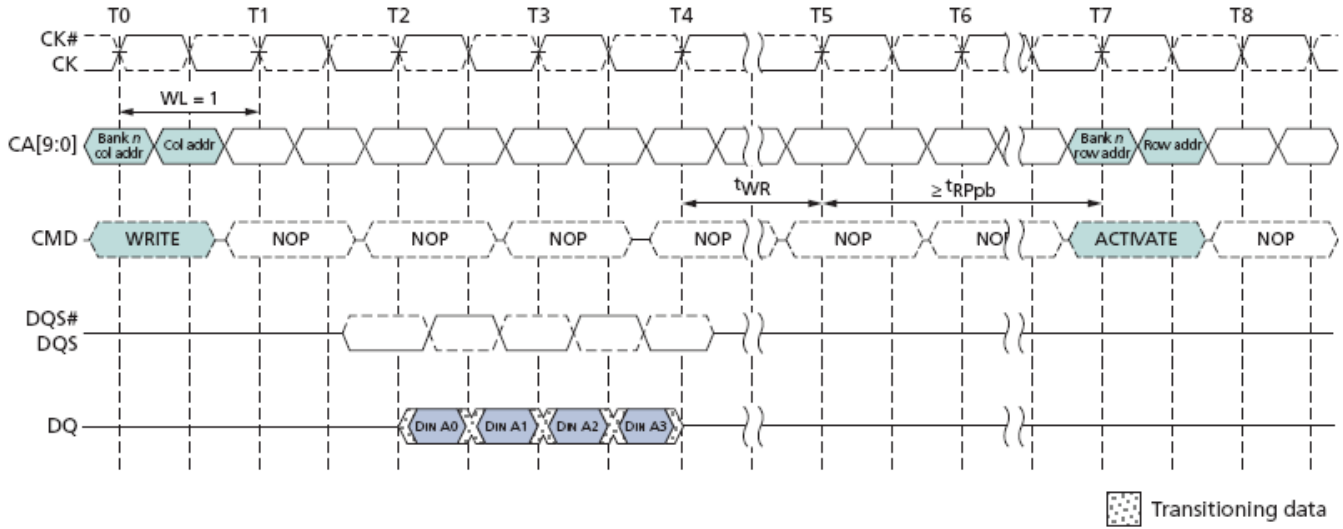 T0 T1 T2 T3 T4 T5 T6 T7 T8
CK#
CK
WL = 1
CA[9:0] Bank n col addr Col addr Bank n row addr Row addr
tWR ≥ tRPpb
CMD WRITE NOP NOP NOP NOP NOP NOP ACTIVATE NOP
DQS#
DQS
DQ DIN A0 DIN A1 DIN A2 DIN A3
Transitioning data